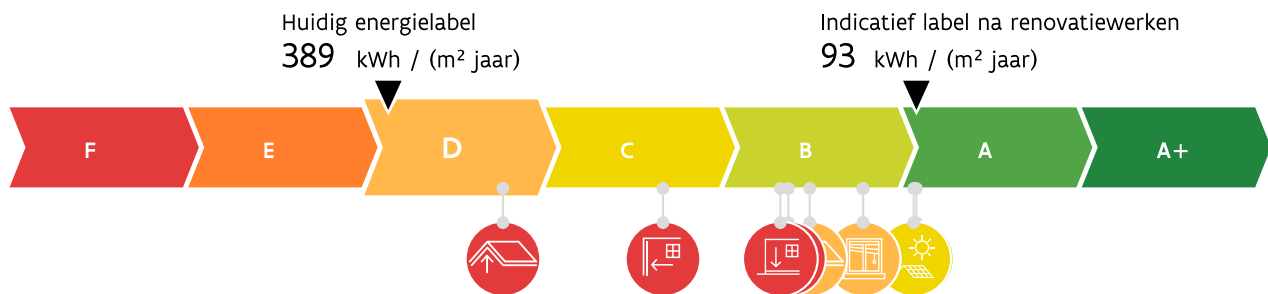 Huidig energielabel
389 kWh / (m² jaar)
Indicatief label na renovatiewerken
93 kWh / (m² jaar)
F E D C B A A+